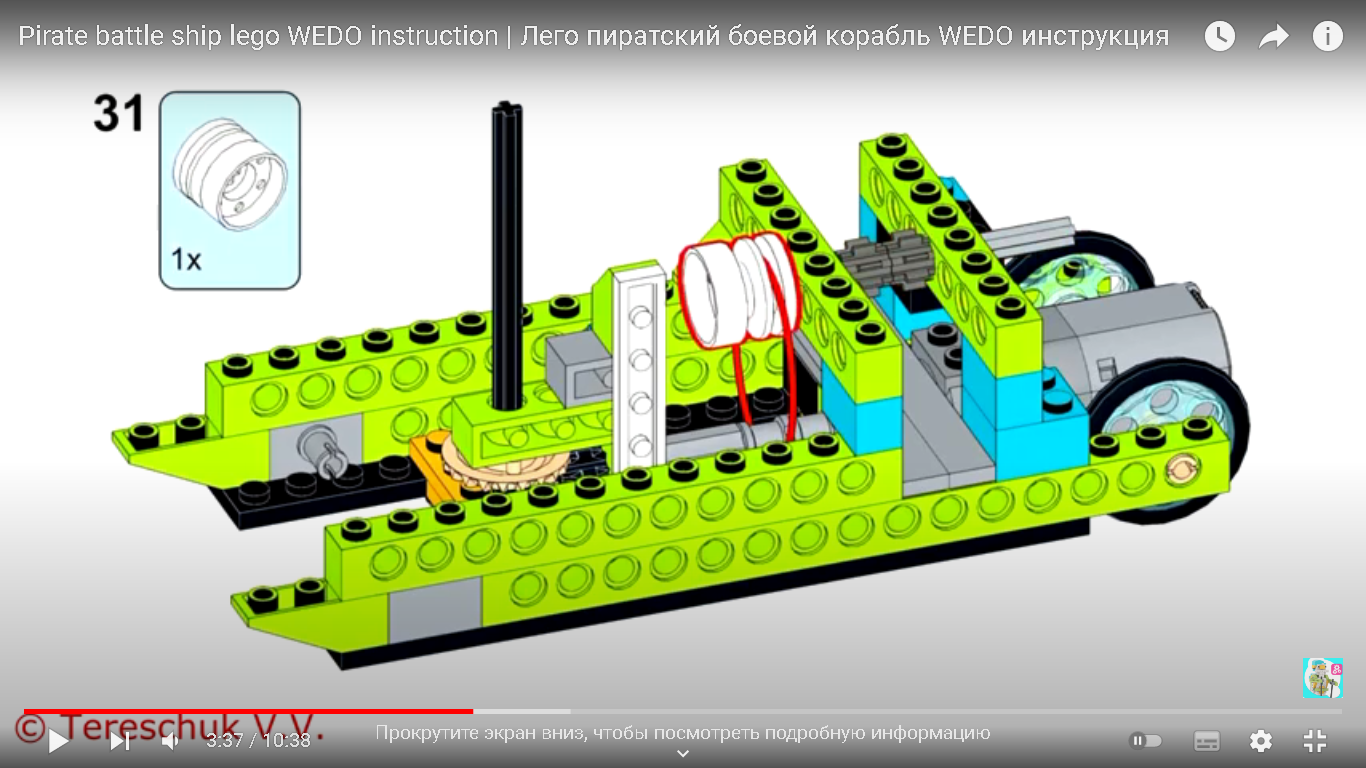 Pirate battle ship lego WEDO instruction | Лего пиратский боевой корабль WEDO инструкция
31
1x
© Tereschuk V.V.
3:37 / 10:38
Прокрутите экран вниз, чтобы посмотреть подробную информацию